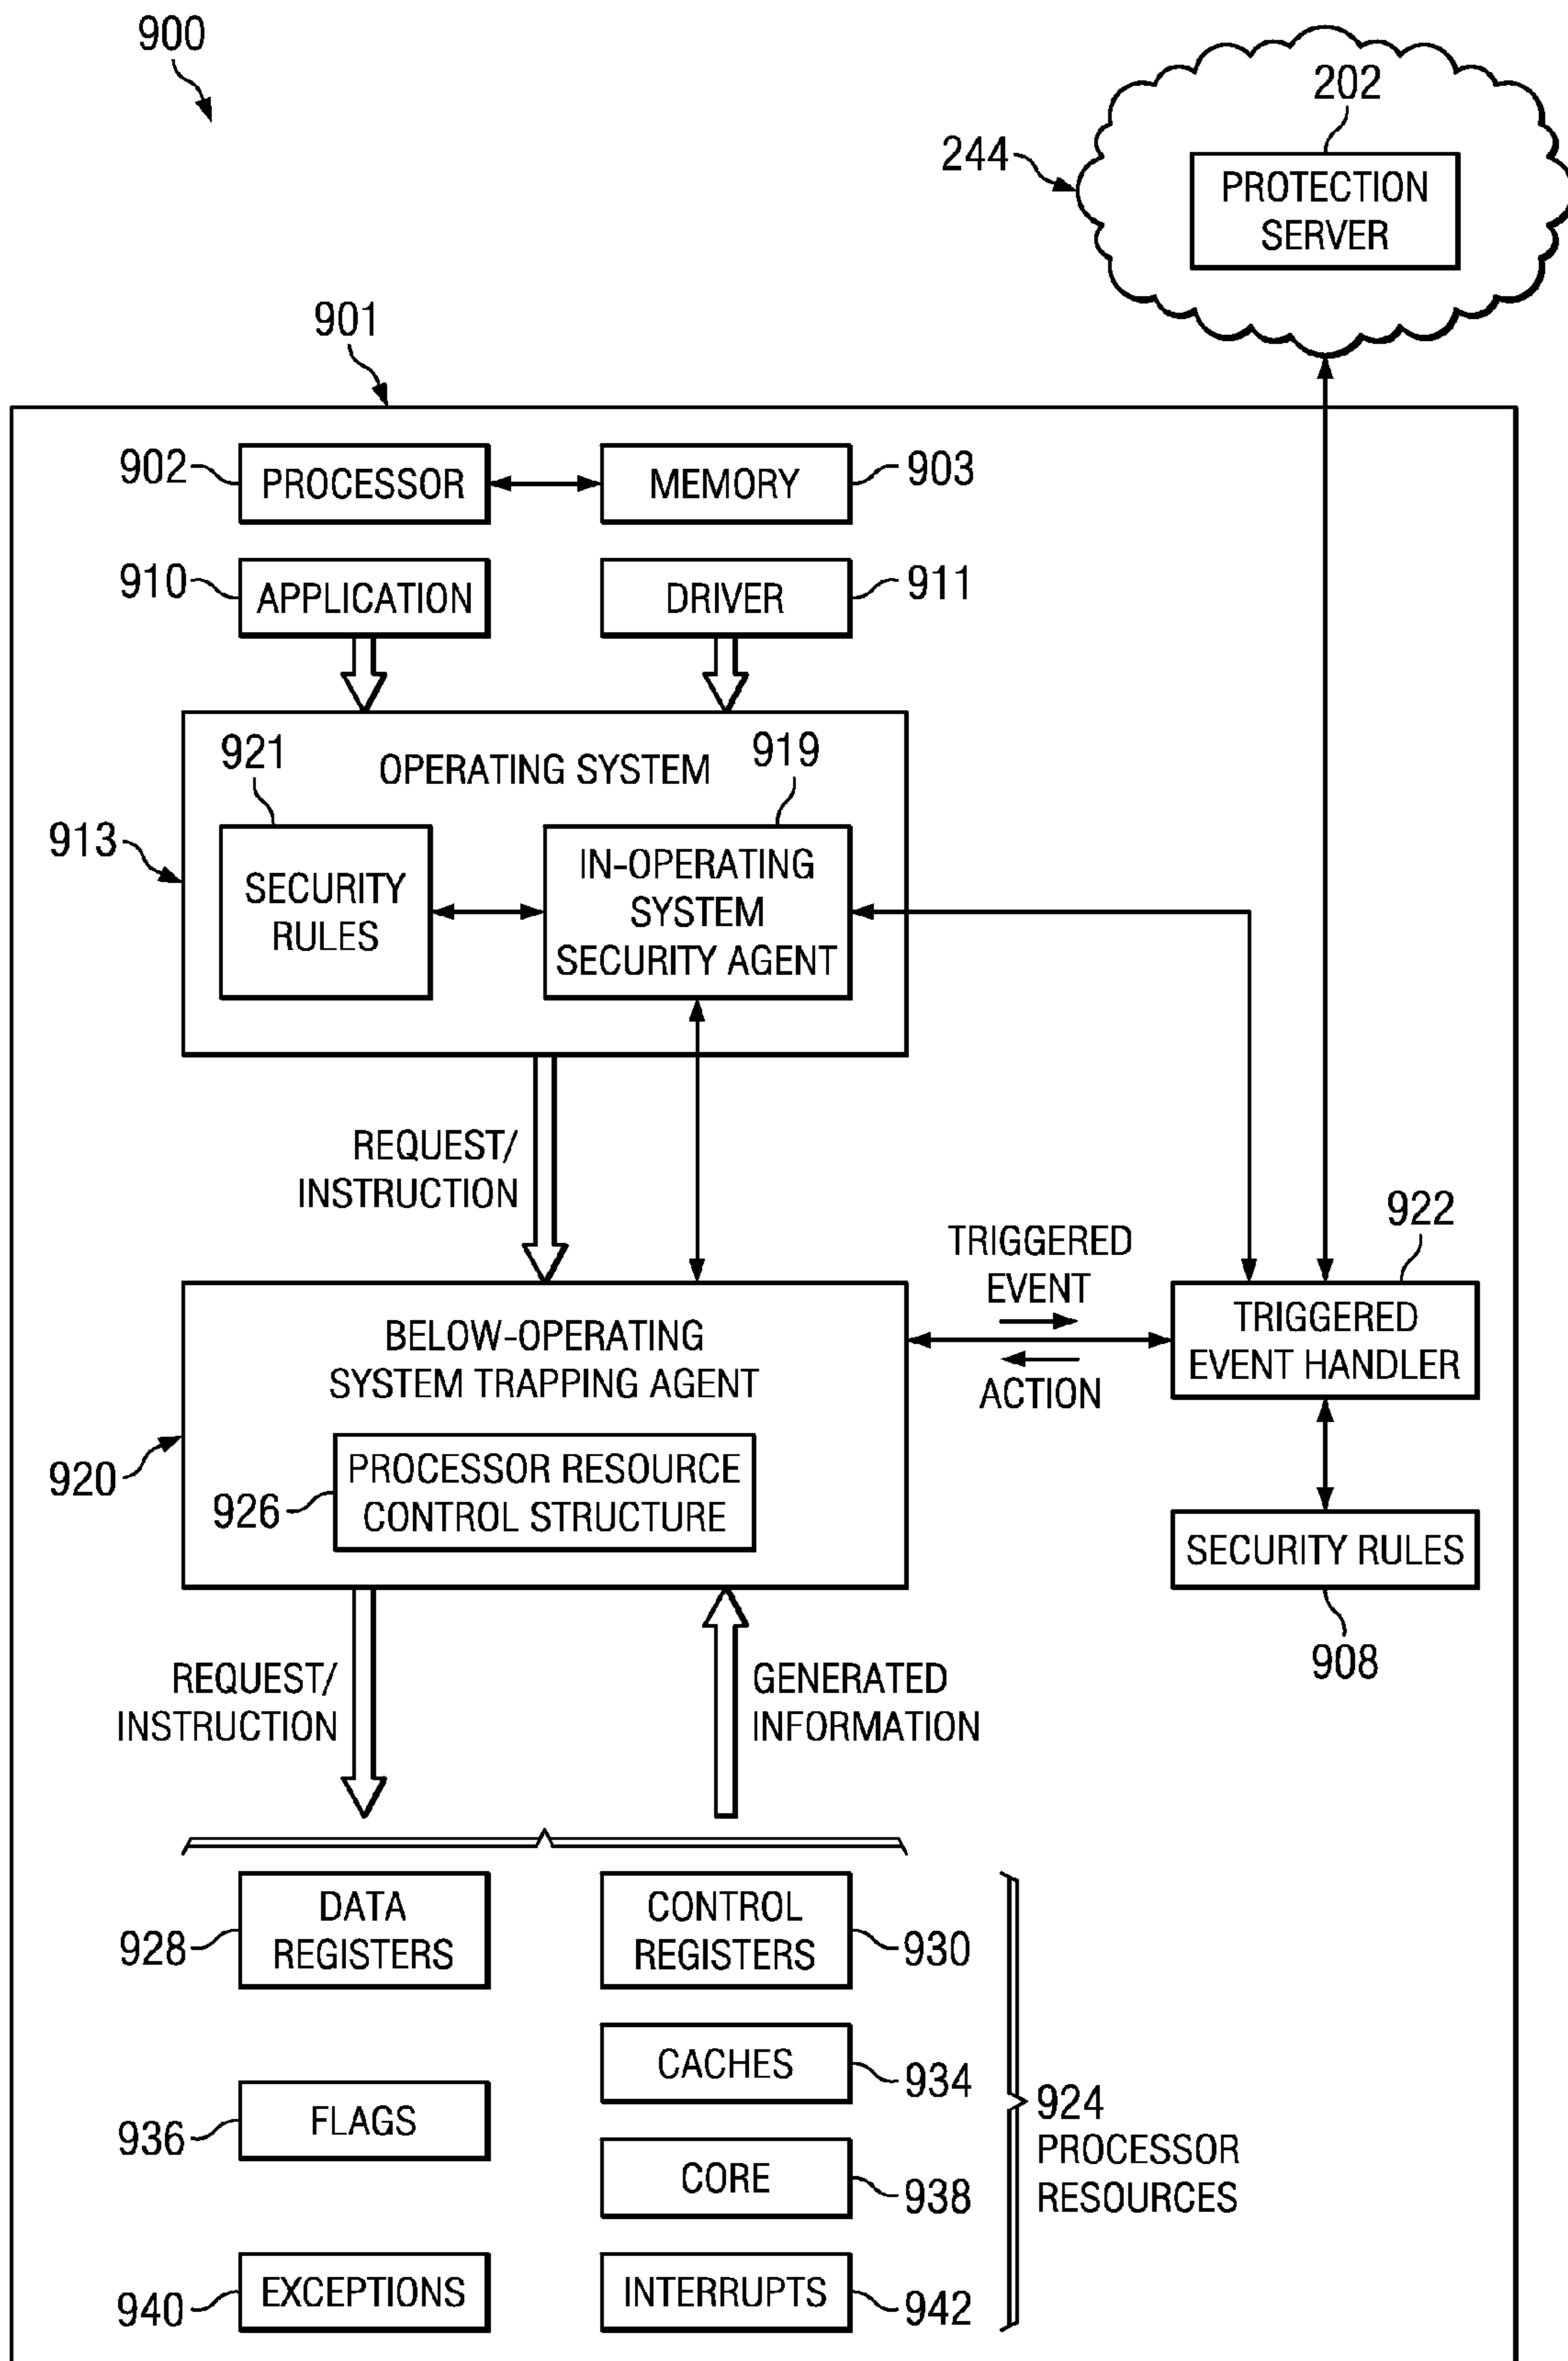 900
202
244
PROTECTION
SERVER
901
902
PROCESSOR
MEMORY
903
910
APPLICATION
DRIVER
911
921
OPERATING SYSTEM
919
913
SECURITY
RULES
IN-OPERATING
SYSTEM
SECURITY AGENT
REQUEST/
INSTRUCTION
TRIGGERED
EVENT
ACTION
922
TRIGGERED
EVENT HANDLER
BELOW-OPERATING
SYSTEM TRAPPING AGENT
920
926
PROCESSOR RESOURCE
CONTROL STRUCTURE
SECURITY RULES
908
REQUEST/
INSTRUCTION
GENERATED
INFORMATION
928
DATA
REGISTERS
CONTROL
REGISTERS
930
CACHES
934
936
FLAGS
924
PROCESSOR
RESOURCES
CORE
938
940
EXCEPTIONS
INTERRUPTS
942